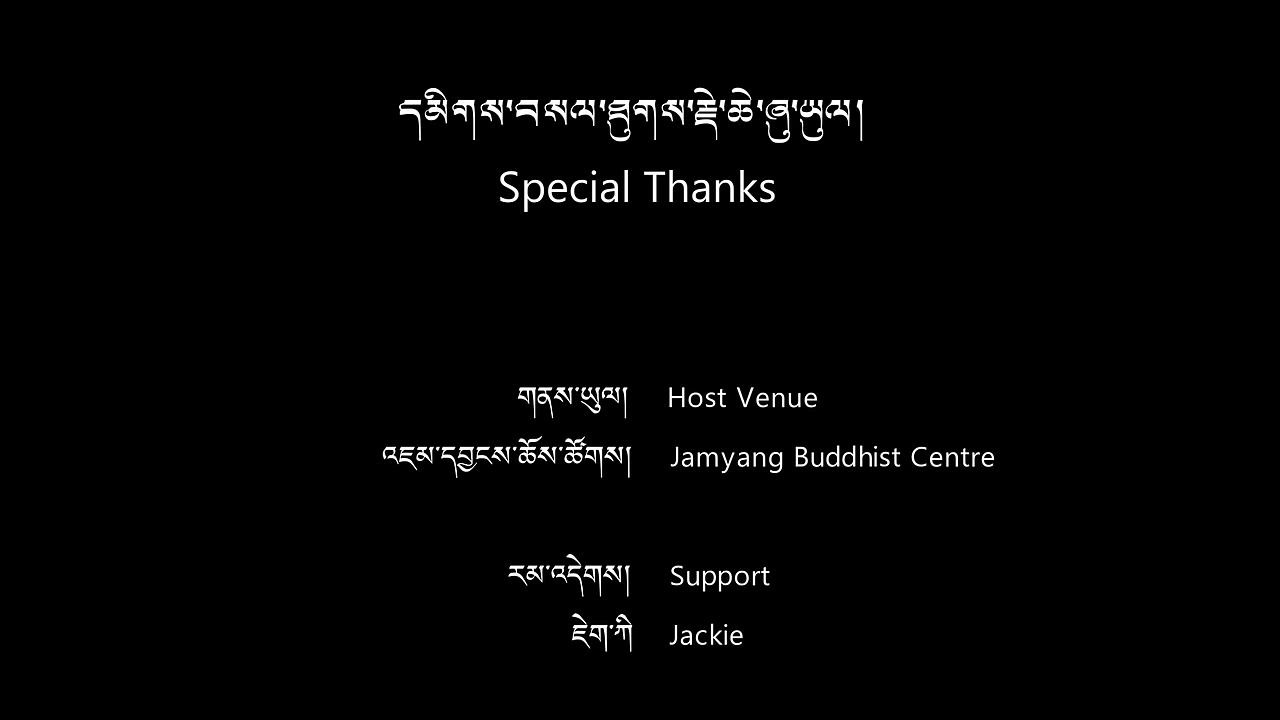 དམིགས་བསལ་ཐུགས་རྗེ་ཆེ་ཞུ་ཡུལ།
Special Thanks
གནས་ཡུལ། Host Venue
འཇམ་དབྱངས་ཆོས་ཚོགས། Jamyang Buddhist Centre
རམ་འདེགས། Support
ཇེག་ཀི Jackie